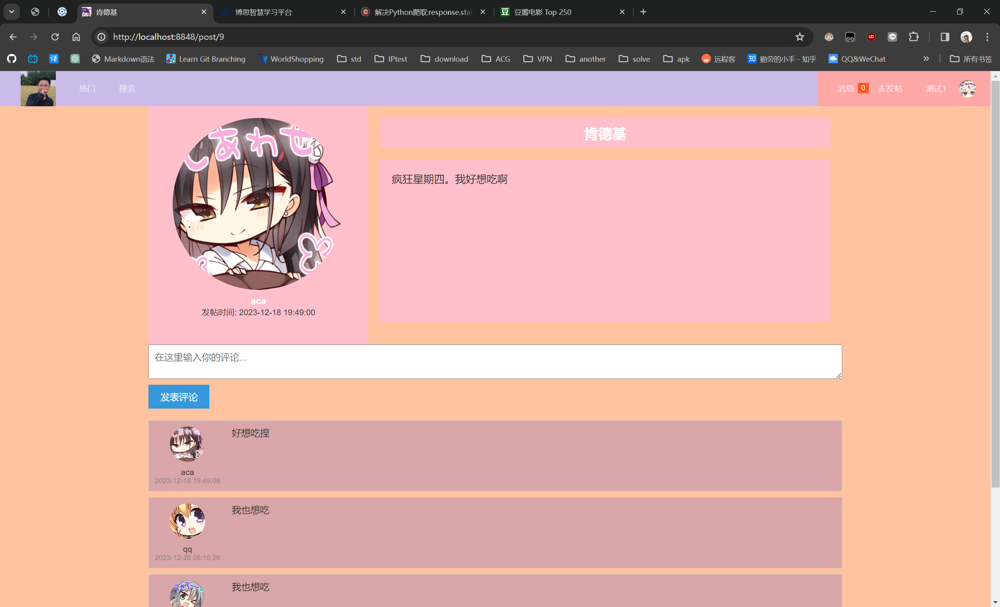 肯德基
博思智慧学习平台
解决Python爬取:response.stat
豆瓣电影 Top 250
http://localhost:8848/post/9
译 Markdown语法 Learn Git Branching WorldShopping std IPtest download ACG VPN another solve apk 远程客 知 勤劳的小手 - 知乎 QQ&WeChat » 所有书签
热门 搜索 消息 0 去发帖 测试1
しあわせ
肯德基
疯狂星期四。我好想吃啊
aca
发帖时间: 2023-12-18 19:49:00
在这里输入你的评论...
发表评论
好想吃捏
aca
2023-12-18 19:49:08
我也想吃
qq
2023-12-28 08:15:26
我也想吃